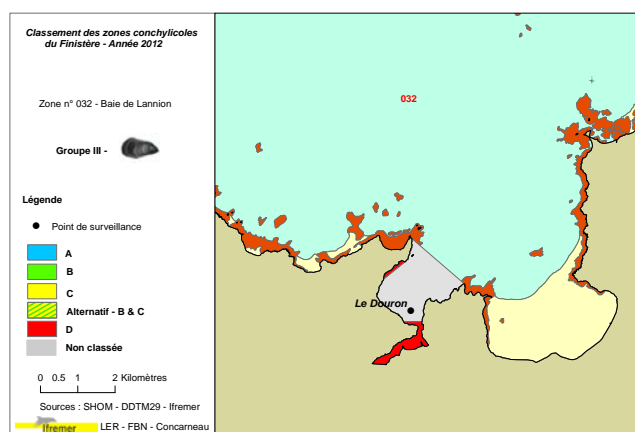 Classement des zones conchylicoles
du Finistère - Année 2012
Zone n° 032 - Baie de Lannion
Groupe III -
Légende
Point de surveillance
A
B
C
Alternatif - B & C
D
Non classée
0 0.5 1 2 Kilomètres
Sources : SHOM - DDTM29 - Ifremer
Ifremer LER - FBN - Concarneau
032
Le Douron